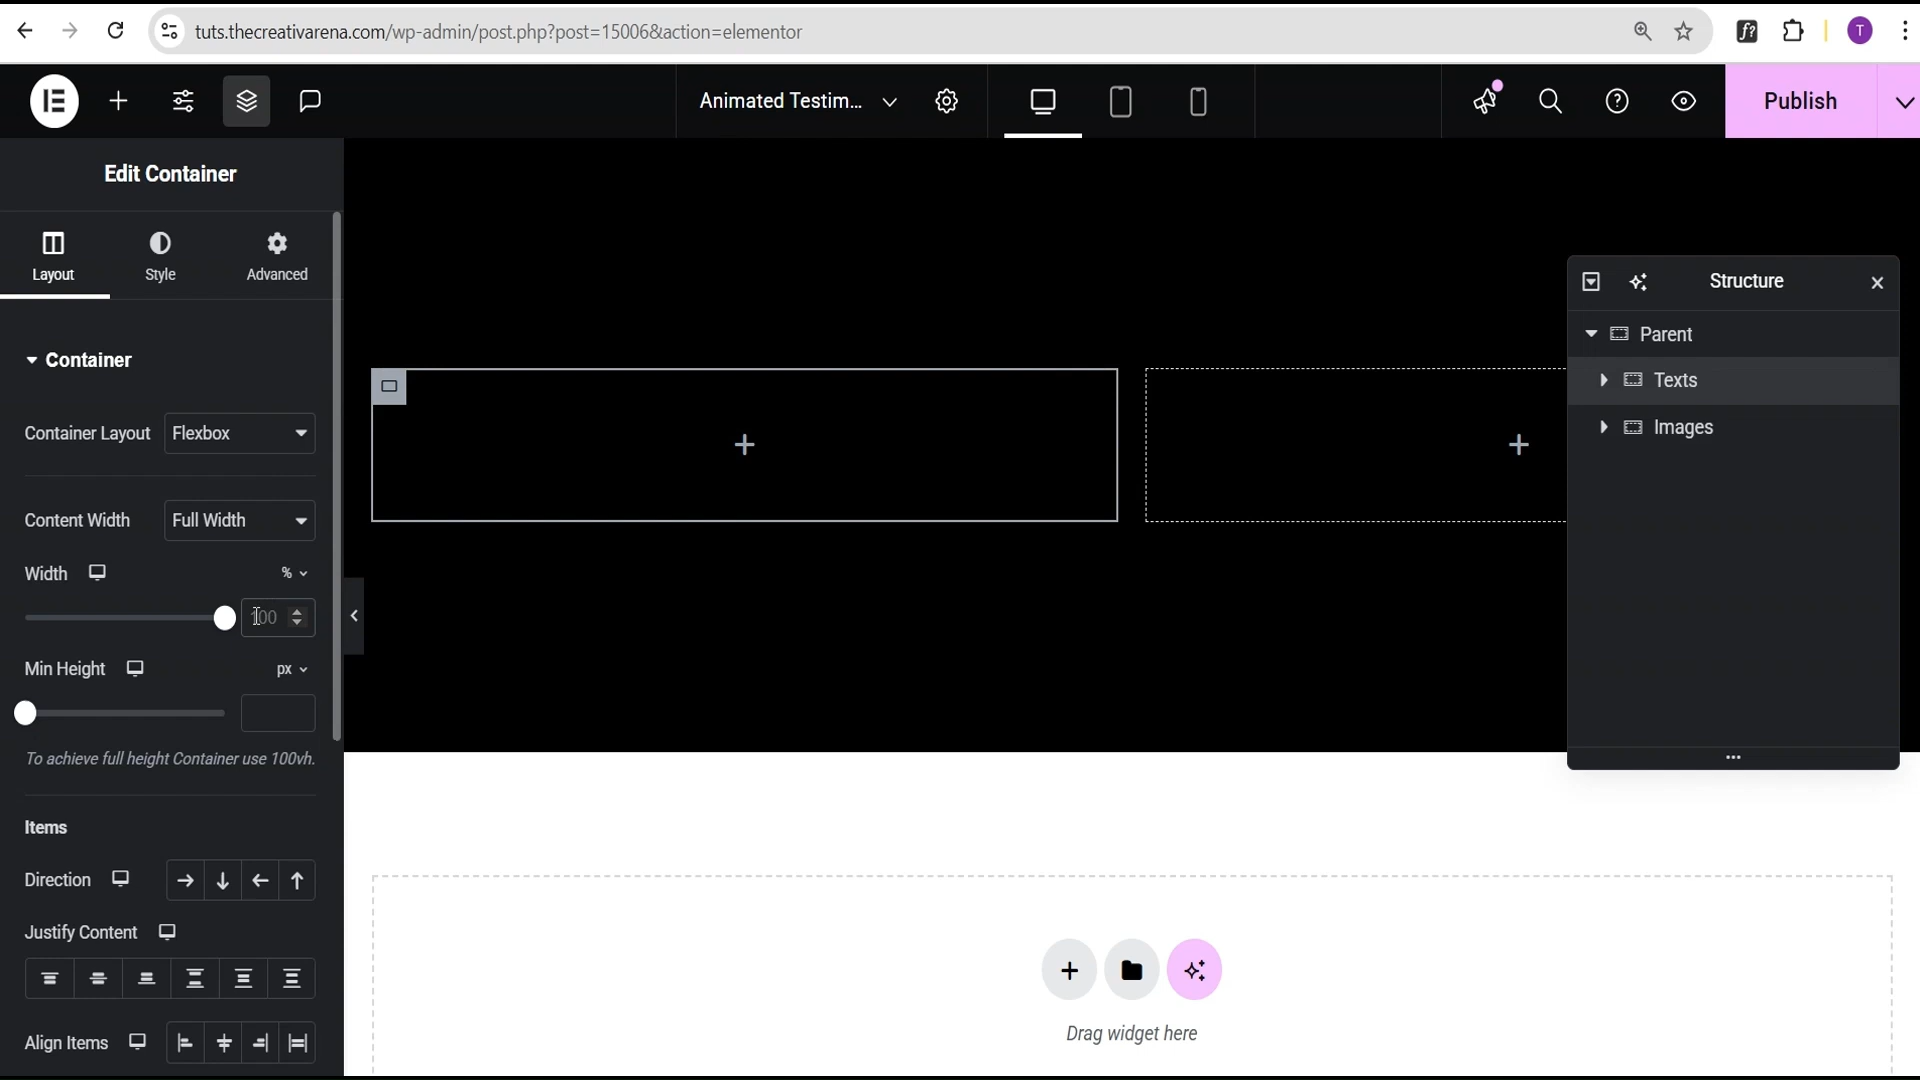 tuts.thecreativarena.com/wp-admin/post.php?post=15006&action=elementor
T
Animated Testim...
Publish
Edit Container
Layout
Style
Advanced
Container
Container Layout
Flexbox
Content Width
Full Width
Width
%
100
Min Height
px
To achieve full height Container use 100vh.
Items
Direction
Justify Content
Align Items
Structure
Parent
Texts
Images
Drag widget here